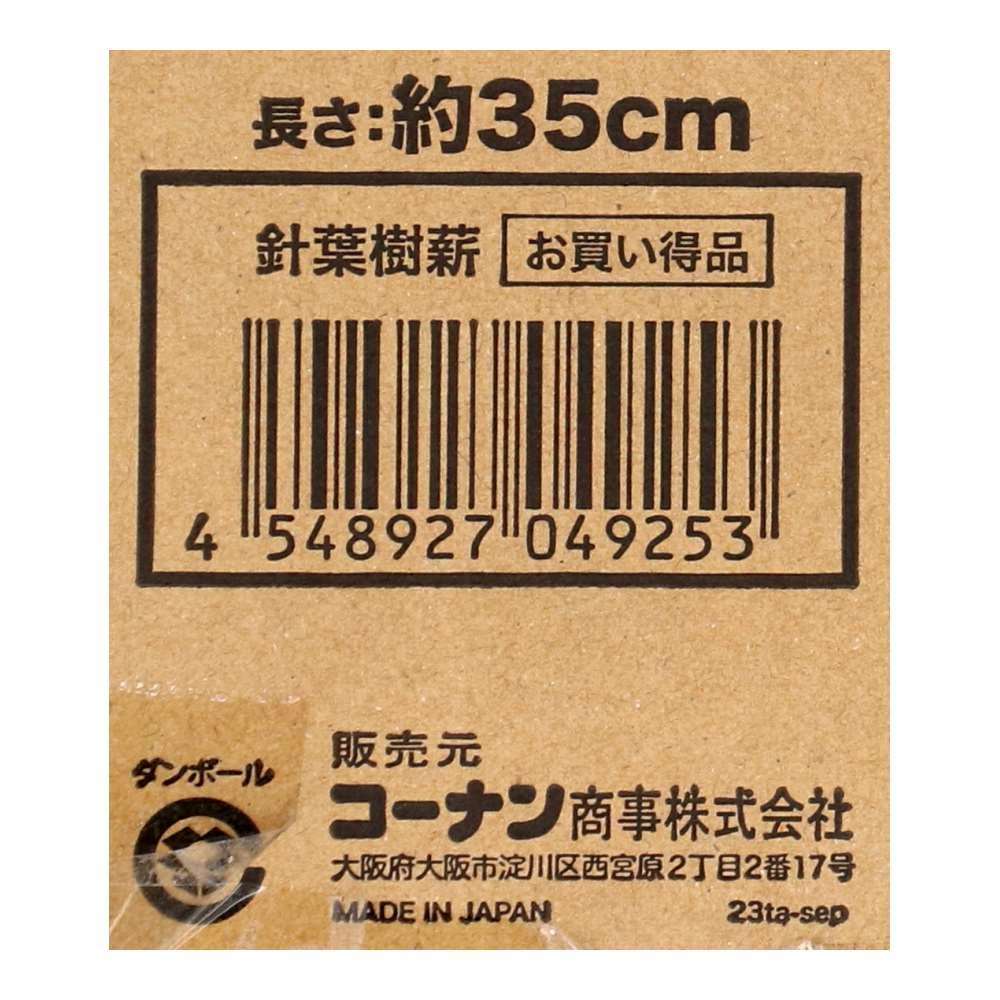 長さ:約35cm
針葉樹薪 お買い得品
4 548927 049253
販売元
ダンボール
コーナン商事株式会社
大阪府大阪市淀川区西宮原2丁目2番17号
MADE IN JAPAN 23ta-sep